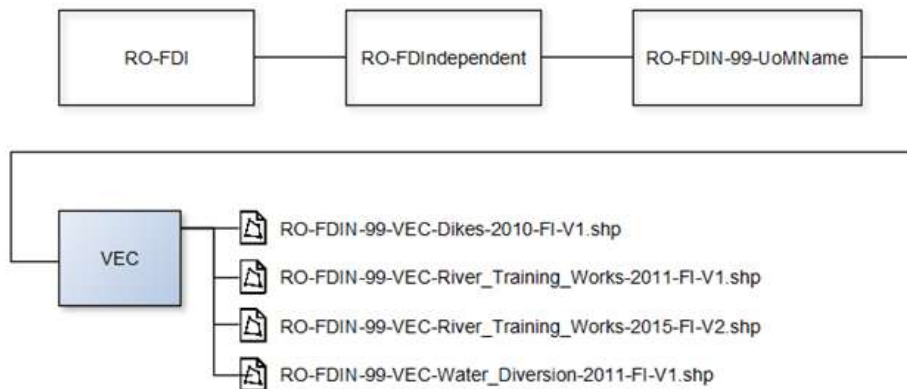 RO-FDI
RO-FDIndependent
RO-FDIN-99-UoMName
VEC
RO-FDIN-99-VEC-Dikes-2010-FI-V1.shp
RO-FDIN-99-VEC-River_Training_Works-2011-FI-V1.shp
RO-FDIN-99-VEC-River_Training_Works-2015-FI-V2.shp
RO-FDIN-99-VEC-Water_Diversion-2011-FI-V1.shp